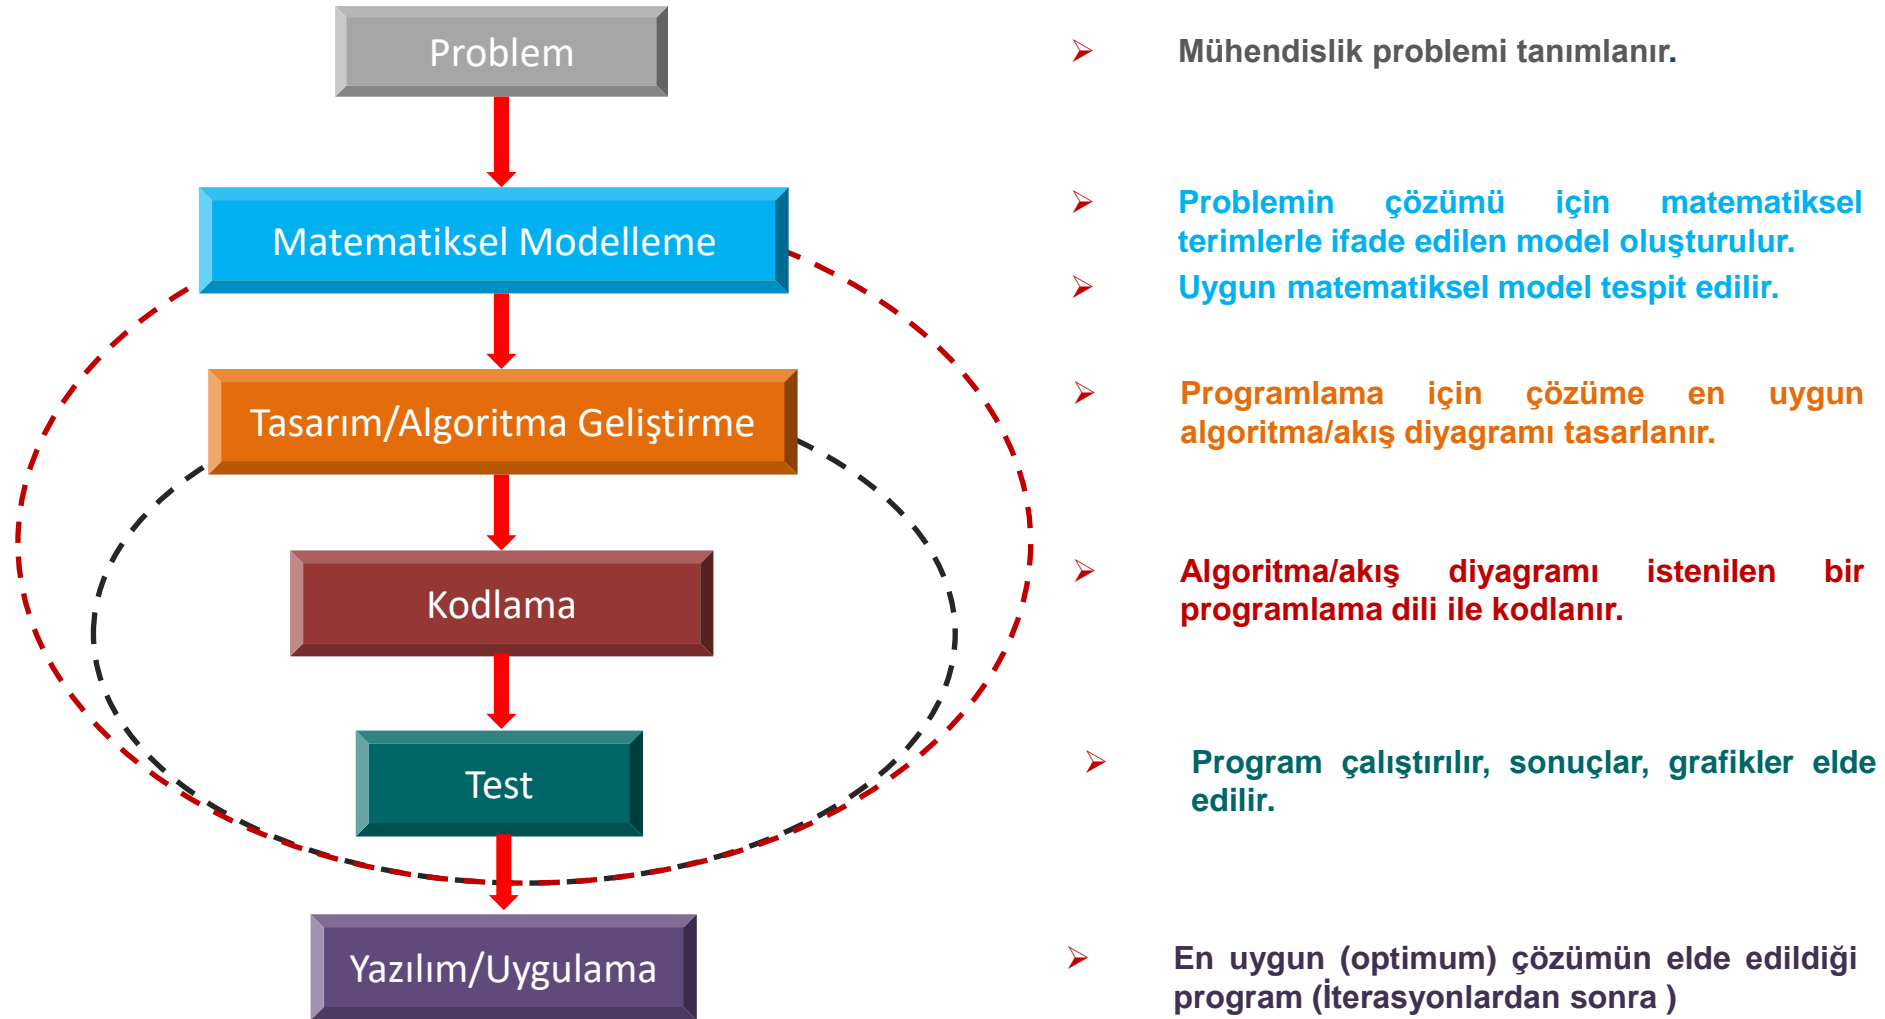 Problem
Mühendislik problemi tanımlanır.
Matematiksel Modelleme
Problemin çözümü için matematiksel
terimlerle ifade edilen model oluşturulur.
Uygun matematiksel model tespit edilir.
Tasarım/Algoritma Geliştirme
Programlama için çözüme en uygun
algoritma/akış diyagramı tasarlanır.
Kodlama
Algoritma/akış diyagramı istenilen bir
programlama dili ile kodlanır.
Test
Program çalıştırılır, sonuçlar, grafikler elde
edilir.
Yazılım/Uygulama
En uygun (optimum) çözümün elde edildiği
program (İterasyonlardan sonra )